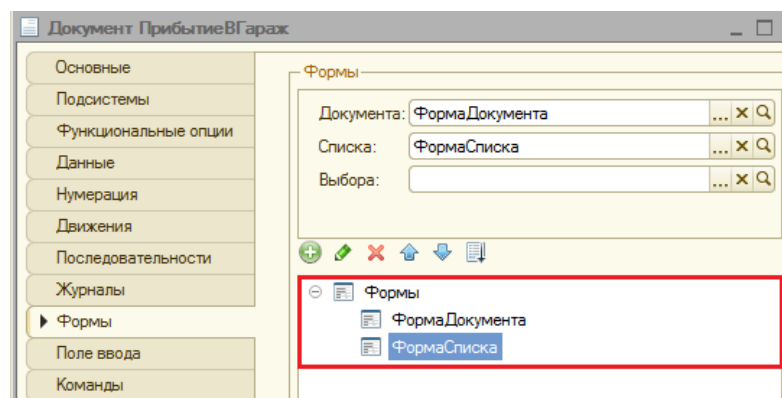 Документ ПрибытиеВГараж
Основные
Подсистемы
Функциональные опции
Данные
Нумерация
Движения
Последовательности
Журналы
Формы
Поле ввода
Команды
Формы
Документа: ФормаДокумента ...
Списка: ФормаСписка ...
Выбора: ...
Формы
ФормаДокумента
ФормаСписка